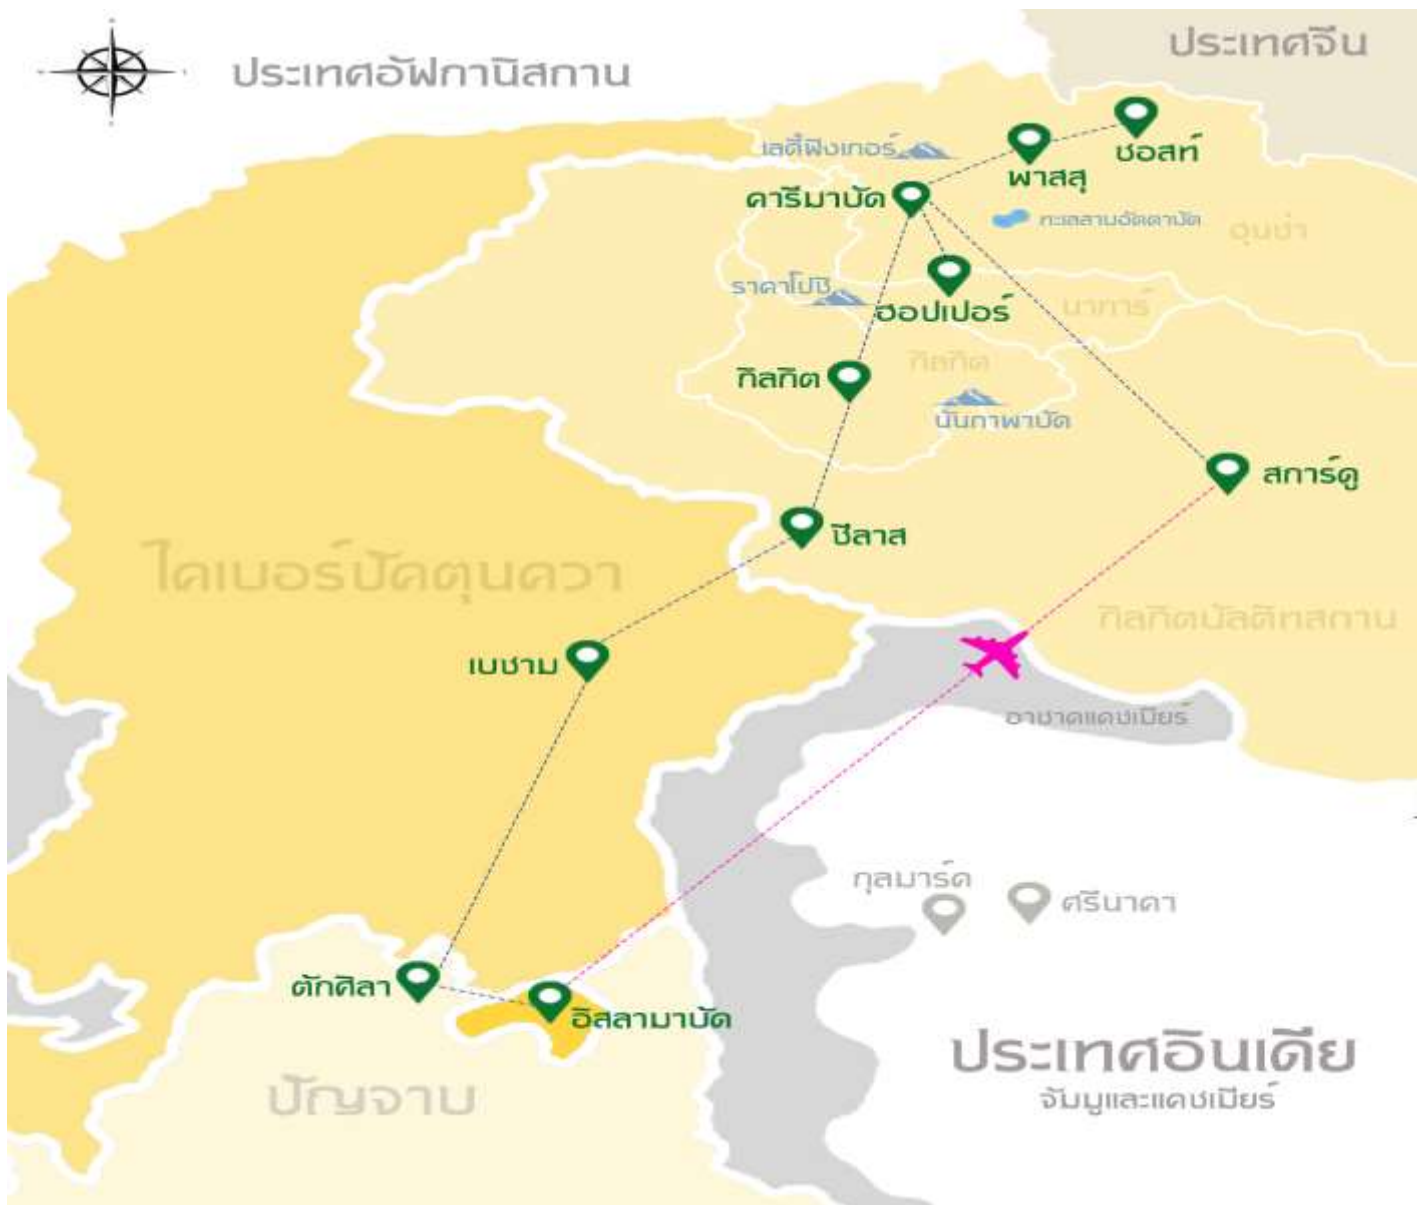 ประเทศจีน
ประเทศอัฟกานิสถาน
เลดี้ฟิงเกอร์
ซอสท์
พาสสุ
คารีมาบัด
ทะเลสาบอัตตาบัต
ฮุนซ่า
ราคาโปชิ
ฮอปเปอร์
นาการ์
กิลกิต
กิลกิต
นันกาพาบัด
สการ์ดู
ชีลาส
ไคเบอร์ปัคตุนควา
กิลกิตบัลติทสถาน
เบชาม
อาซาดแคชเมียร์
กุลมาร์ค
ศรีนาคา
ตักศิลา
อิสลามาบัด
ประเทศอินเดีย
จัมมูและแคชเมียร์
ปัญจาบ